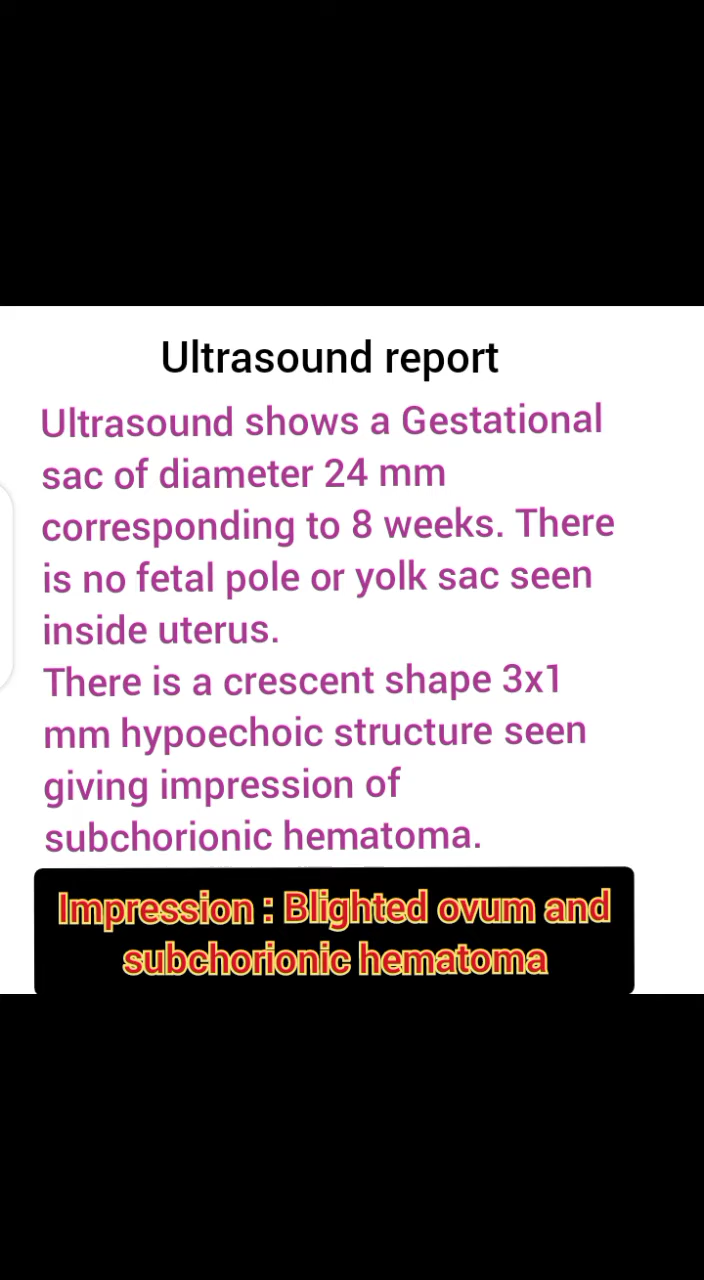 Ultrasound report
Ultrasound shows a Gestational
sac of diameter 24 mm
corresponding to 8 weeks. There
is no fetal pole or yolk sac seen
inside uterus.
There is a crescent shape 3x1
mm hypoechoic structure seen
giving impression of
subchorionic hematoma.
Impression : Blighted ovum and
subchorionic hematoma